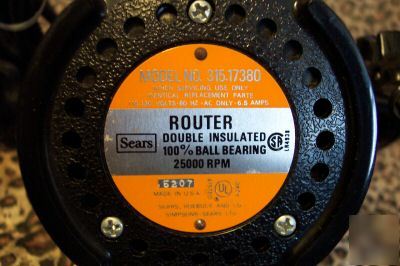 MODEL NO. 315.17380
WHEN SERVICING USE ONLY
IDENTICAL REPLACEMENT PARTS
VOLTS-60 HZ-AC ONLY-6.5 AMPS
ROUTER
Sears
DOUBLE INSULATED
100% BALL BEARING
25000 RPM
6207
MADE IN U.S.A.
SEARS, ROEBUCK AND CO.
SIMPSONS-SEARS LTD.